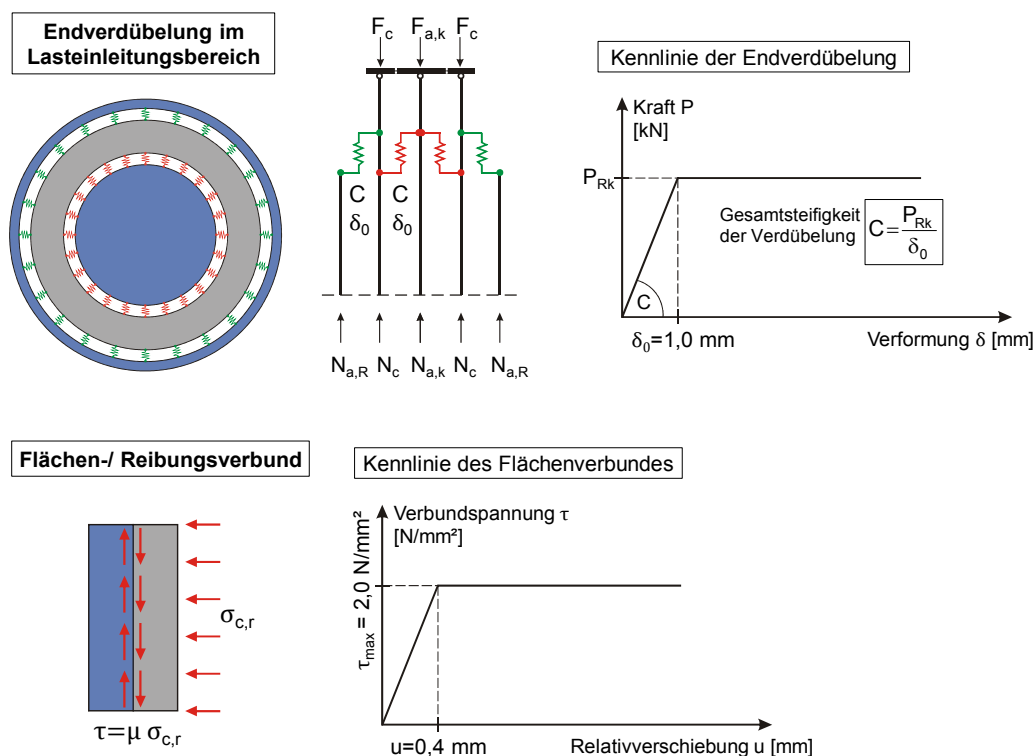 Endverdübelung im
Lasteinleitungsbereich
F_c F_a,k F_c
C C
δ_0 δ_0
N_a,R N_c N_a,k N_c N_a,R
Kennlinie der Endverdübelung
Kraft P
[kN]
P_Rk
Gesamtsteifigkeit
der Verdübelung C = P_Rk / δ_0
C
δ_0=1,0 mm
Verformung δ [mm]
Flächen-/ Reibungsverbund
σ_c,r
τ=μ σ_c,r
Kennlinie des Flächenverbundes
Verbundspannung τ
[N/mm²]
τ_max = 2,0 N/mm²
u=0,4 mm
Relativverschiebung u [mm]